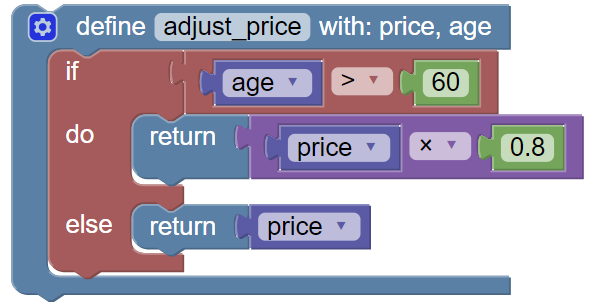 define adjust_price with: price, age
if age ▾ > ▾ 60
do return price ▾ × ▾ 0.8
else return price ▾